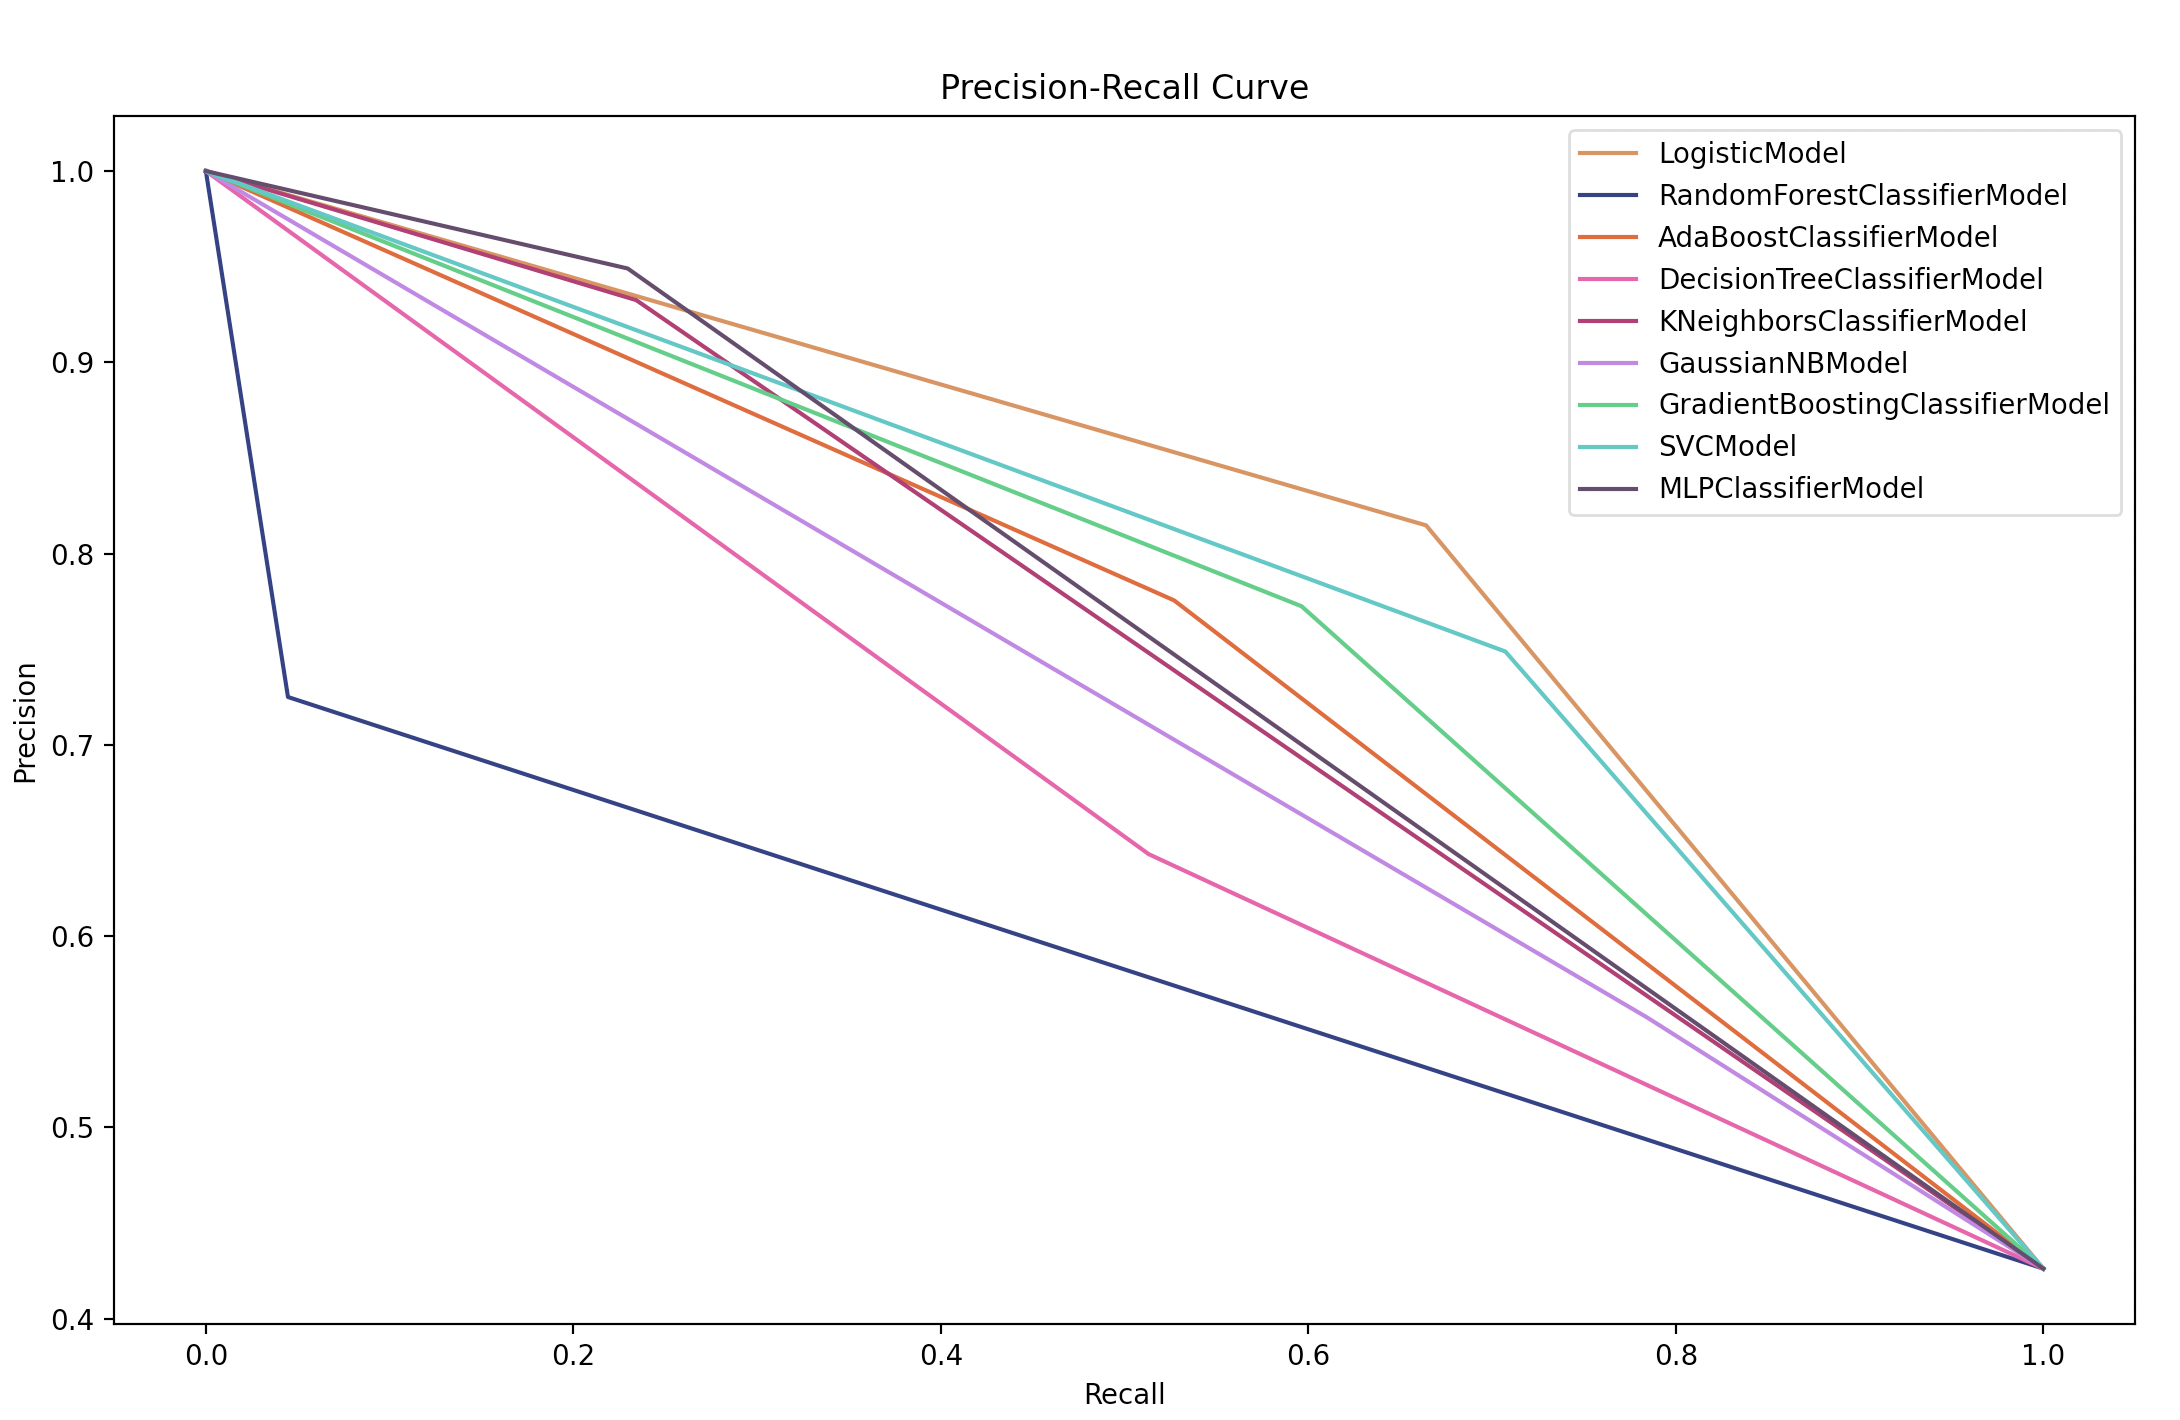 Precision-Recall Curve
LogisticModel
RandomForestClassifierModel
AdaBoostClassifierModel
DecisionTreeClassifierModel
KNeighborsClassifierModel
GaussianNBModel
GradientBoostingClassifierModel
SVCModel
MLPClassifierModel
Precision
1.0
0.9
0.8
0.7
0.6
0.5
0.4
0.0 0.2 0.4 0.6 0.8 1.0
Recall